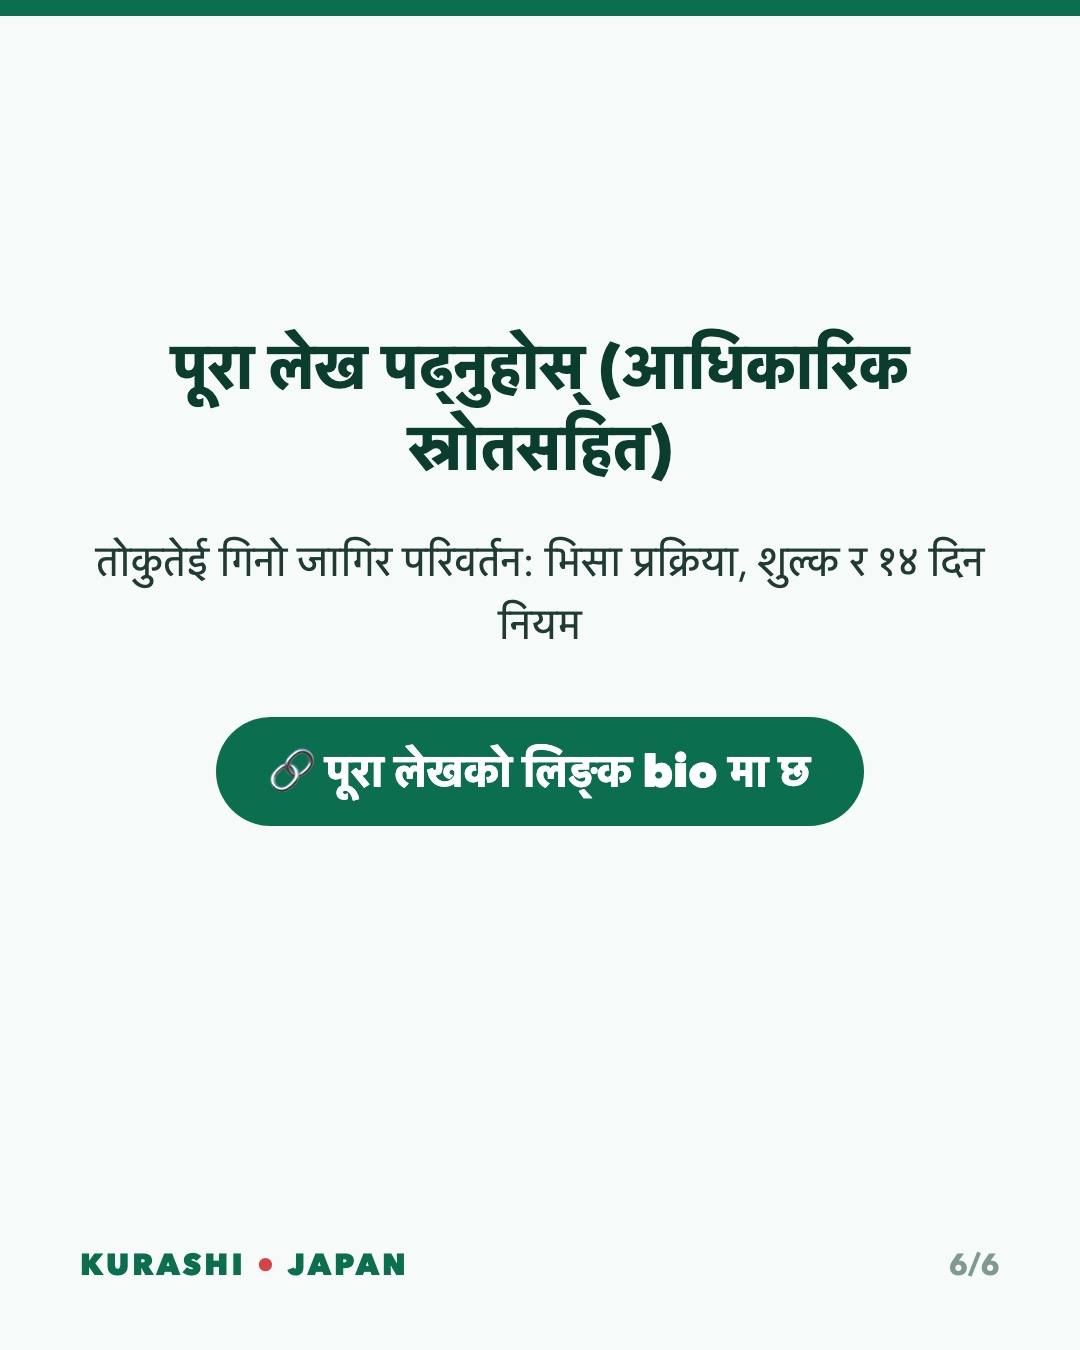 पूरा लेख पढ्नुहोस् (आधिकारिक
स्रोतसहित)
तोकुतेई गिनो जागिर परिवर्तन: भिसा प्रक्रिया, शुल्क र १४ दिन
नियम
🔗 पूरा लेखको लिङ्क bio मा छ
KURASHI • JAPAN
6/6